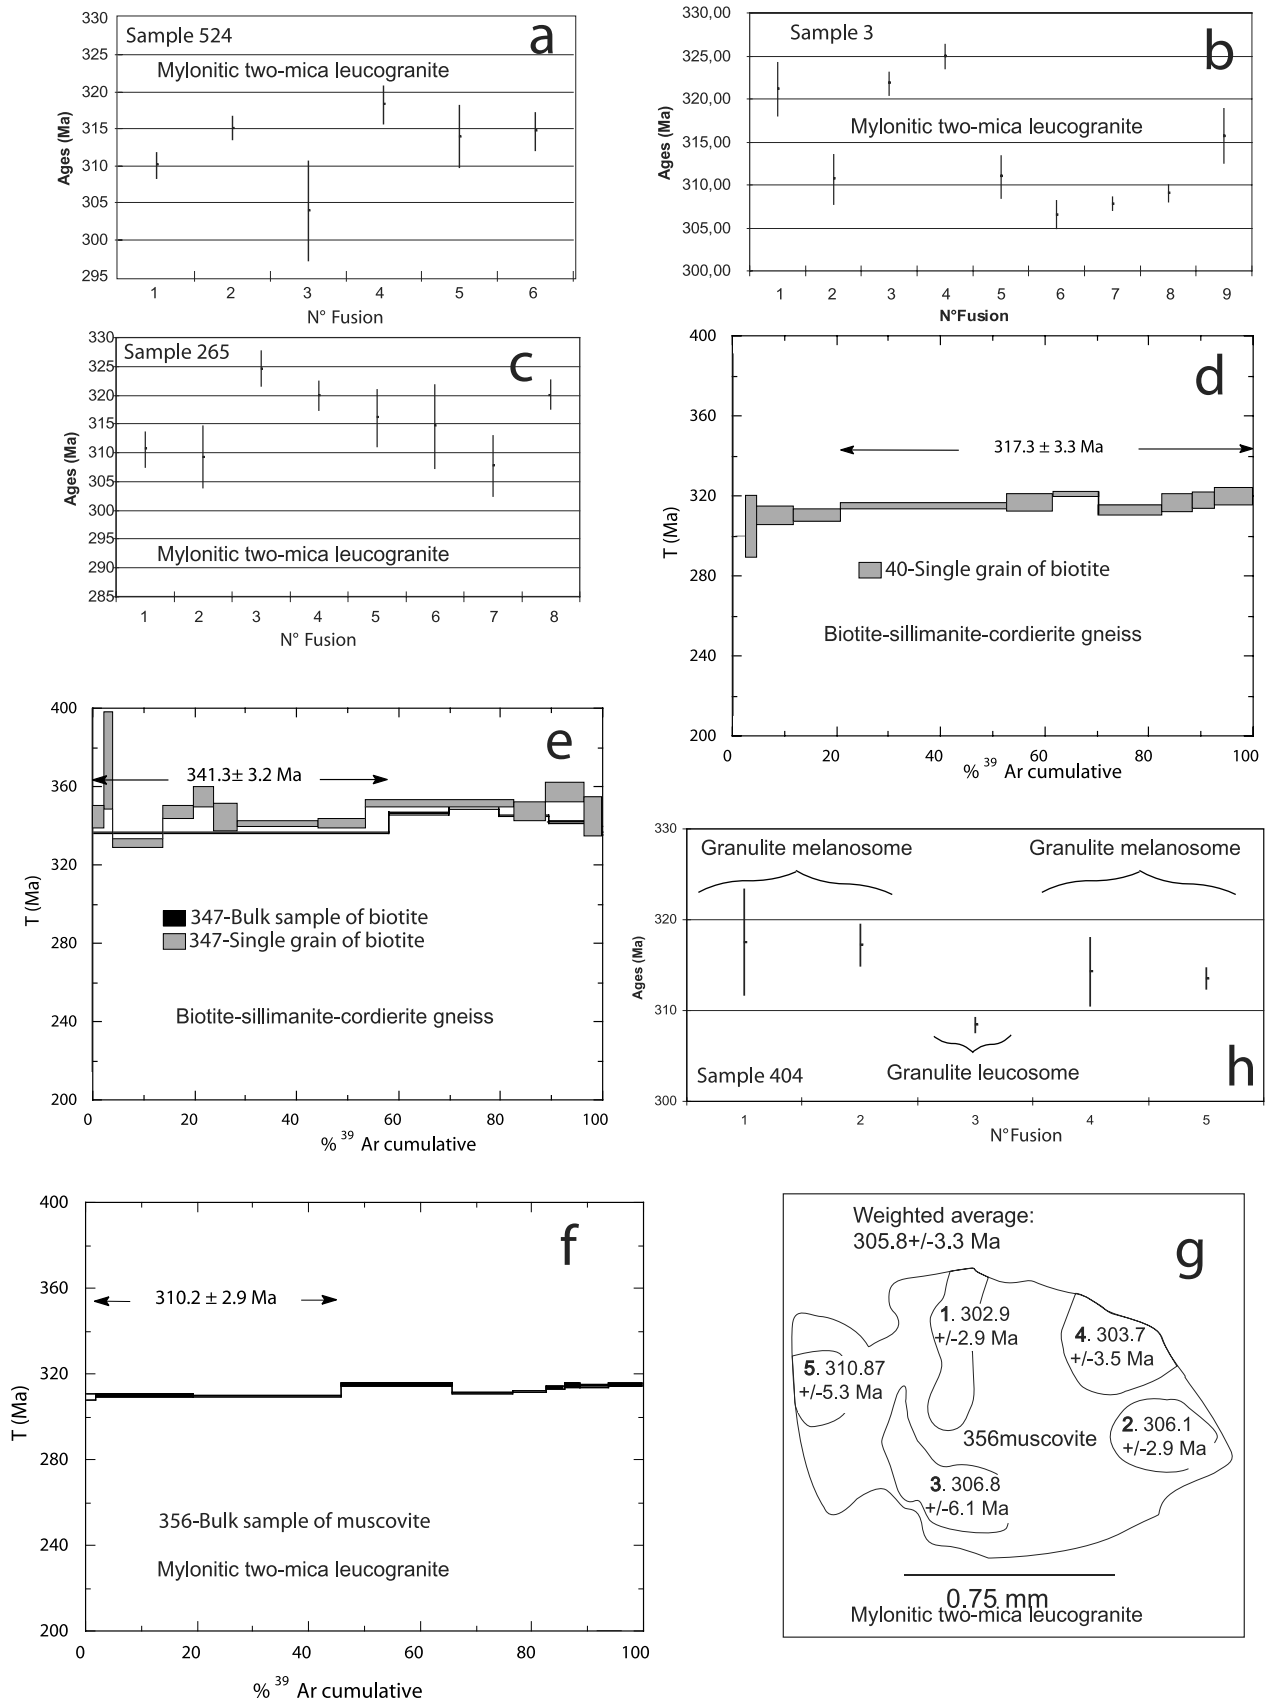 a
Sample 524
Mylonitic two-mica leucogranite
Ages (Ma)
330
325
320
315
310
305
300
295
1 2 3 4 5 6
N° Fusion
b
Sample 3
Mylonitic two-mica leucogranite
Ages (Ma)
330,00
325,00
320,00
315,00
310,00
305,00
300,00
1 2 3 4 5 6 7 8 9
N°Fusion
c
Sample 265
Mylonitic two-mica leucogranite
Ages (Ma)
330
325
320
315
310
305
300
295
290
285
1 2 3 4 5 6 7 8
N° Fusion
d
400
360
320
280
240
200
T (Ma)
317.3 ± 3.3 Ma
40-Single grain of biotite
Biotite-sillimanite-cordierite gneiss
0 20 40 60 80 100
% 39 Ar cumulative
e
400
360
320
280
240
200
T (Ma)
341.3± 3.2 Ma
347-Bulk sample of biotite
347-Single grain of biotite
Biotite-sillimanite-cordierite gneiss
0 20 40 60 80 100
% 39 Ar cumulative
330
320
310
300
Ages (Ma)
Granulite melanosome Granulite melanosome
Granulite leucosome
Sample 404
h
1 2 3 4 5
N°Fusion
f
400
360
320
280
240
200
T (Ma)
310.2 ± 2.9 Ma
356-Bulk sample of muscovite
Mylonitic two-mica leucogranite
0 20 40 60 80 100
% 39 Ar cumulative
g
Weighted average:
305.8+/-3.3 Ma
1. 302.9
+/-2.9 Ma
4. 303.7
+/-3.5 Ma
5. 310.87
+/-5.3 Ma
2. 306.1
+/-2.9 Ma
356muscovite
3. 306.8
+/-6.1 Ma
0.75 mm
Mylonitic two-mica leucogranite